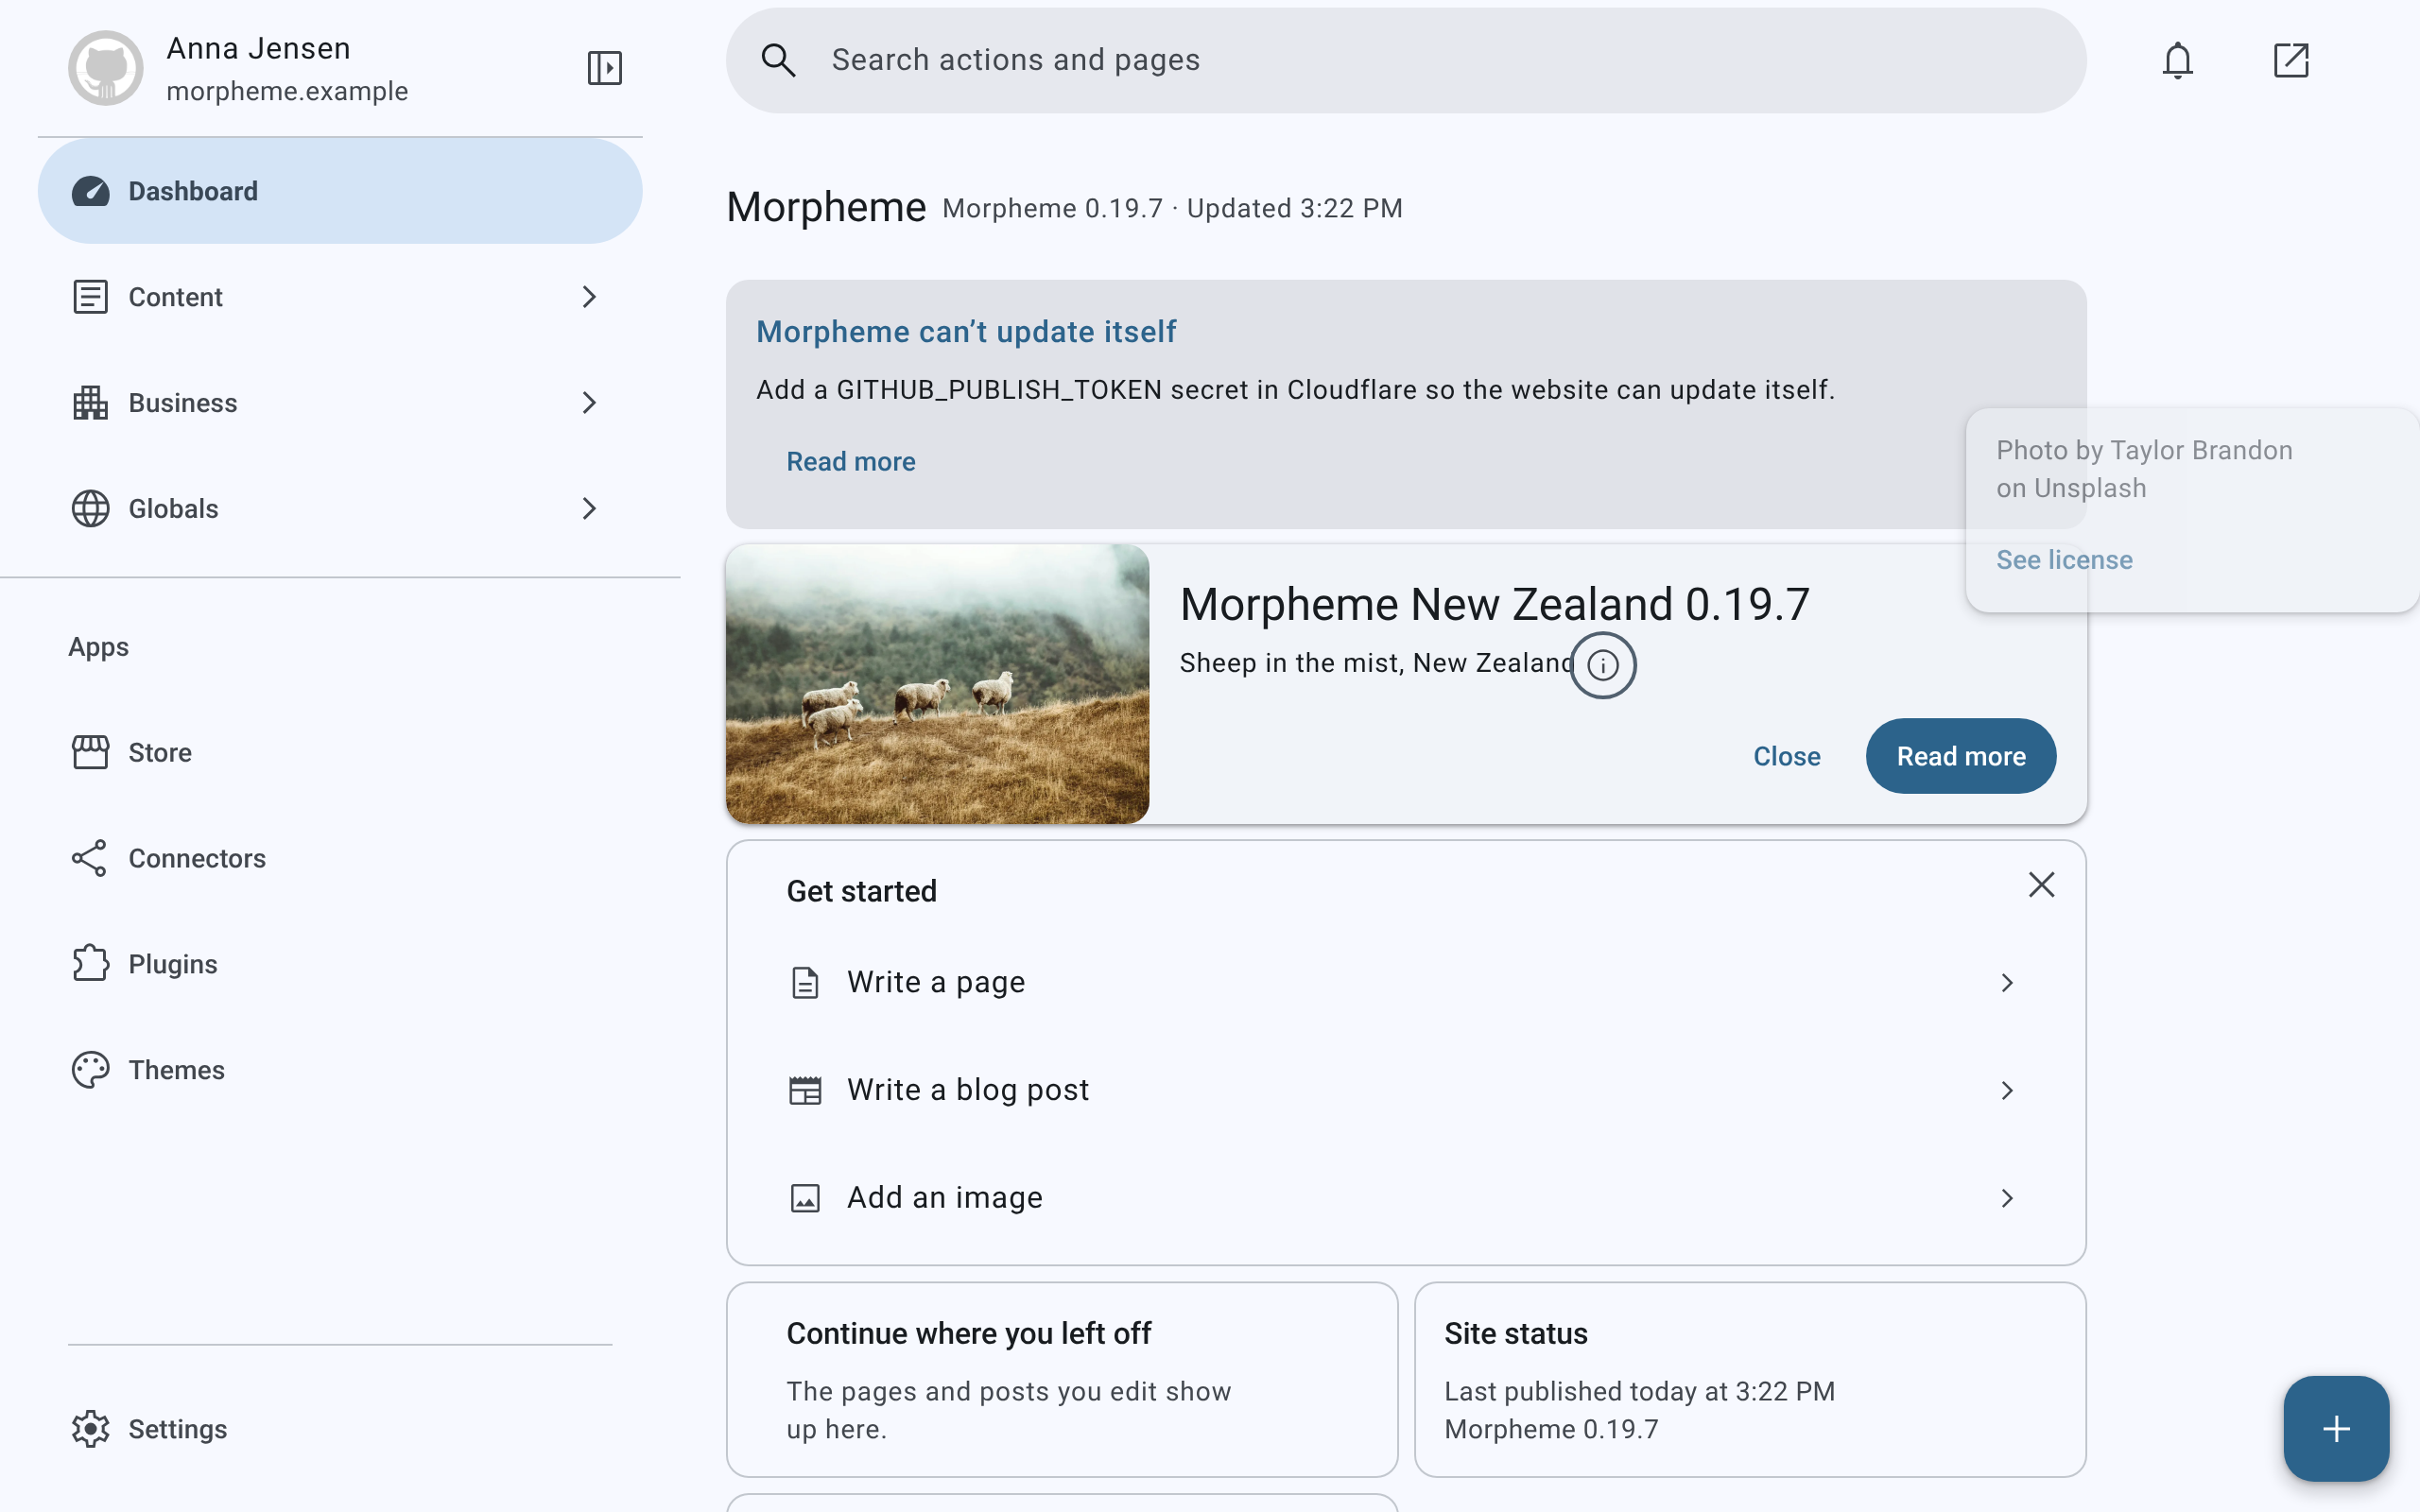 Anna Jensen
morpheme.example
Dashboard
Content
Business
Globals
Apps
Store
Connectors
Plugins
Themes
Settings
Search actions and pages
Morpheme
Morpheme 0.19.7 · Updated 3:22 PM
Morpheme can’t update itself
Add a GITHUB_PUBLISH_TOKEN secret in Cloudflare so the website can update itself.
Read more
Photo by Taylor Brandon
on Unsplash
See license
Morpheme New Zealand 0.19.7
Sheep in the mist, New Zealand
Close
Read more
Get started
Write a page
Write a blog post
Add an image
Continue where you left off
The pages and posts you edit show
up here.
Site status
Last published today at 3:22 PM
Morpheme 0.19.7